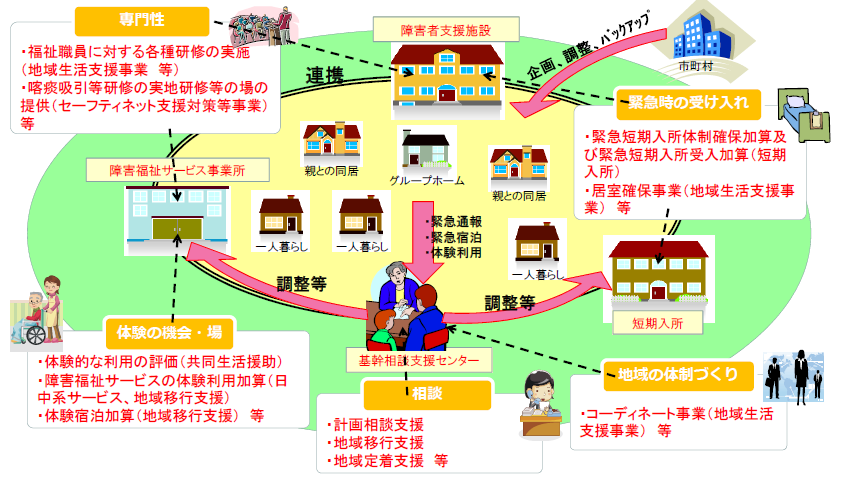 専門性
・福祉職員に対する各種研修の実施
（地域生活支援事業　等）
・喀痰吸引等研修の実地研修等の場の
提供（セーフティネット支援対策等事業）
等
障害者支援施設
連携
企画、調整、バックアップ
市町村
緊急時の受け入れ
・緊急短期入所体制確保加算及
び緊急短期入所受入加算（短期
入所）
・居室確保事業（地域生活支援事
業）　等
親との同居
グループホーム
親との同居
障害福祉サービス事業所
一人暮らし
一人暮らし
・緊急通報
・緊急宿泊
・体験利用
一人暮らし
調整等
調整等
短期入所
体験の機会・場
・体験的な利用の評価（共同生活援助）
・障害福祉サービスの体験利用加算（日
中系サービス、地域移行支援）
・体験宿泊加算（地域移行支援）　等
基幹相談支援センター
相談
・計画相談支援
・地域移行支援
・地域定着支援　等
地域の体制づくり
・コーディネート事業（地域生活
支援事業）　等